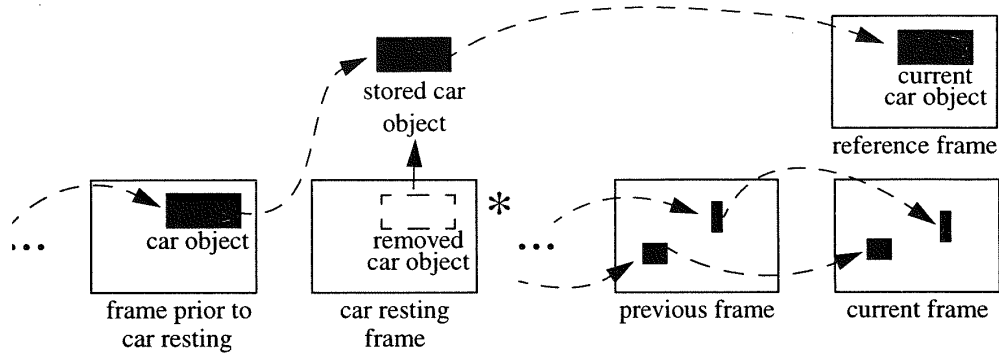 stored car
object
current
car object
reference frame
...
car object
frame prior to
car resting
removed
car object
*
car resting
frame
...
previous frame
current frame